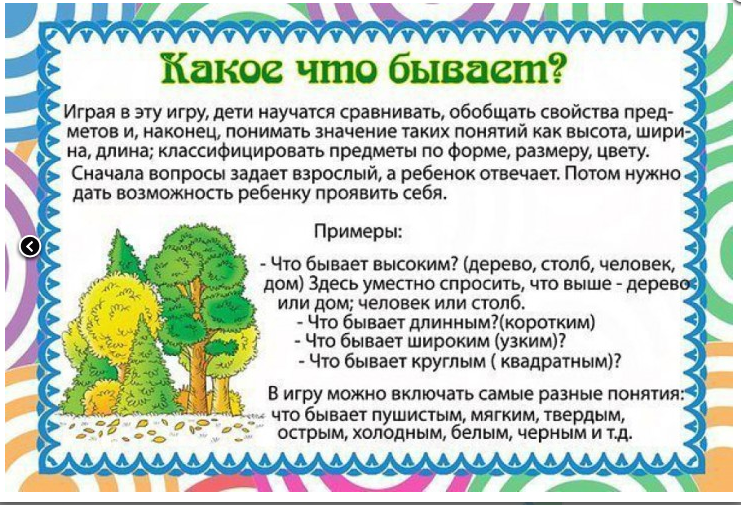 Какое что бывает?
Играя в эту игру, дети научатся сравнивать, обобщать свойства пред-
метов и, наконец, понимать значение таких понятий как высота, шири-
на, длина; классифицировать предметы по форме, размеру, цвету.
Сначала вопросы задает взрослый, а ребенок отвечает. Потом нужно
дать возможность ребенку проявить себя.
Примеры:
- Что бывает высоким? (дерево, столб, человек,
дом) Здесь уместно спросить, что выше - дерево
или дом; человек или столб.
- Что бывает длинным?(коротким)
- Что бывает широким (узким)?
- Что бывает круглым ( квадратным)?
В игру можно включать самые разные понятия:
что бывает пушистым, мягким, твердым,
острым, холодным, белым, черным и т.д.